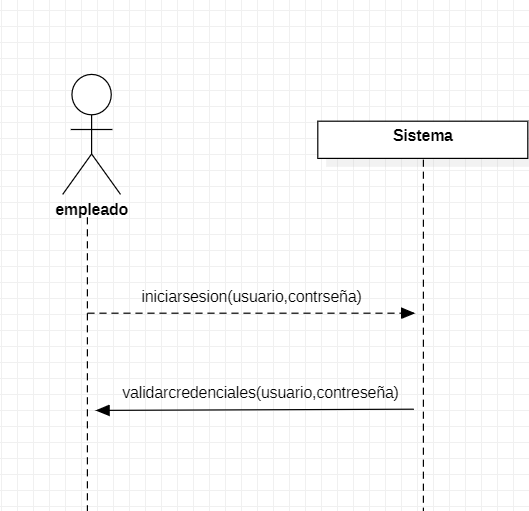 Sistema
empleado
iniciarsesion(usuario,contrseña)
validarcredenciales(usuario,contreseña)